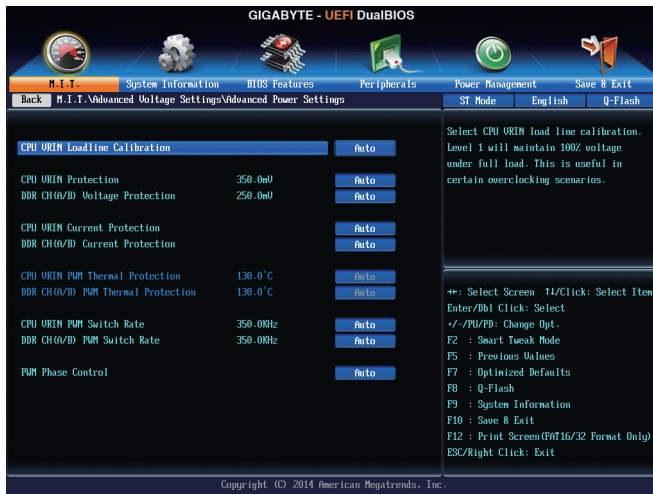 GIGABYTE - UEFI DualBIOS
M.I.T. System Information BIOS Features Peripherals Power Management Save & Exit
Back M.I.T.\Advanced Voltage Settings\Advanced Power Settings ST Mode English Q-Flash
CPU VRIN Loadline Calibration Auto
CPU VRIN Protection 350.0mV Auto
DDR CH(A/B) Voltage Protection 250.0mV Auto
CPU VRIN Current Protection Auto
DDR CH(A/B) Current Protection Auto
CPU VRIN PWM Thermal Protection 130.0°C Auto
DDR CH(A/B) PWM Thermal Protection 130.0°C Auto
CPU VRIN PWM Switch Rate 350.0KHz Auto
DDR CH(A/B) PWM Switch Rate 350.0KHz Auto
PWM Phase Control Auto
Select CPU VRIN load line calibration.
Level 1 will maintain 100% voltage
under full load. This is useful in
certain overclocking scenarios.
→←: Select Screen ↑↓/Click: Select Item
Enter/Dbl Click: Select
+/-/PU/PD: Change Opt.
F2 : Smart Tweak Mode
F5 : Previous Values
F7 : Optimized Defaults
F8 : Q-Flash
F9 : System Information
F10 : Save & Exit
F12 : Print Screen(FAT16/32 Format Only)
ESC/Right Click: Exit
Copyright (C) 2014 American Megatrends, Inc.